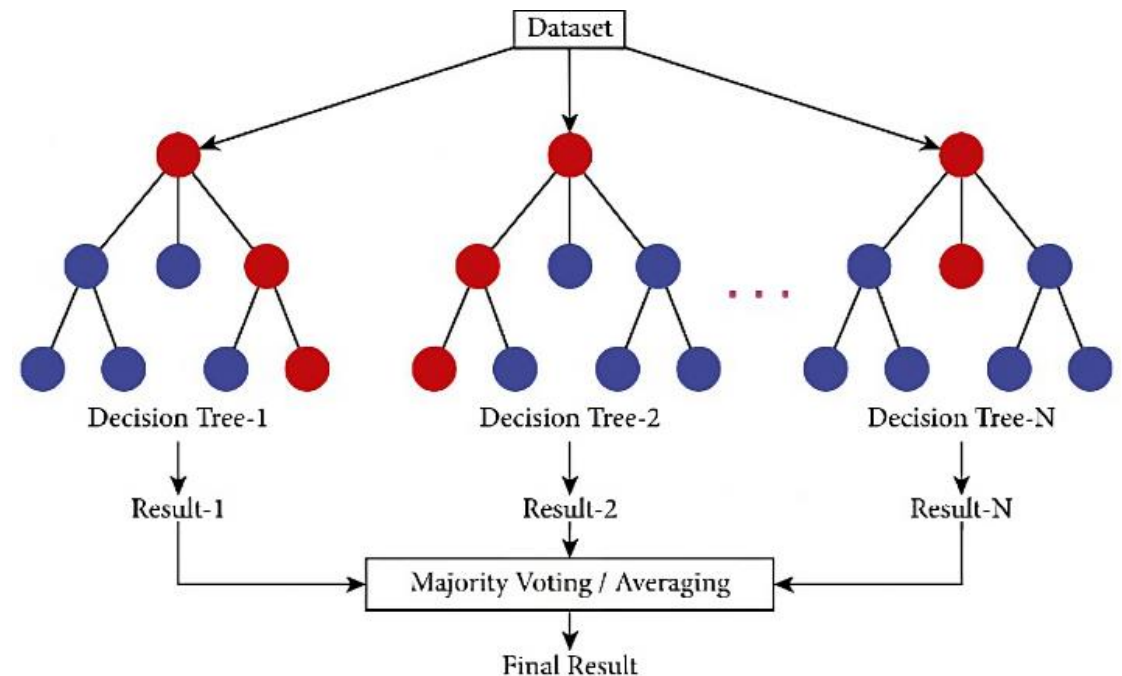 Dataset
. . .
Decision Tree-1
Decision Tree-2
Decision Tree-N
Result-1
Result-2
Result-N
Majority Voting / Averaging
Final Result